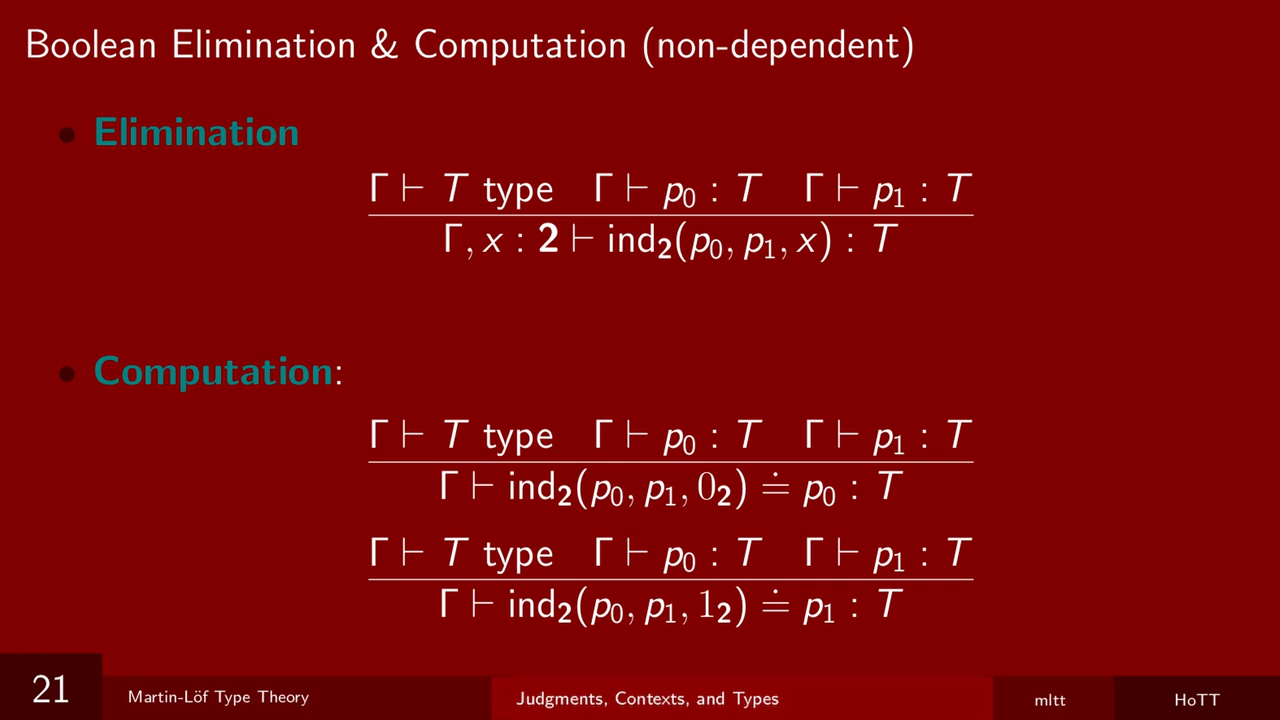 Boolean Elimination & Computation (non-dependent)
• Elimination
Γ ⊢ T type Γ ⊢ p₀ : T Γ ⊢ p₁ : T
Γ, x : 𝟐 ⊢ ind₂(p₀, p₁, x) : T
• Computation:
Γ ⊢ T type Γ ⊢ p₀ : T Γ ⊢ p₁ : T
Γ ⊢ ind₂(p₀, p₁, 0₂) ≐ p₀ : T
Γ ⊢ T type Γ ⊢ p₀ : T Γ ⊢ p₁ : T
Γ ⊢ ind₂(p₀, p₁, 1₂) ≐ p₁ : T
21 Martin-Löf Type Theory Judgments, Contexts, and Types mltt HoTT